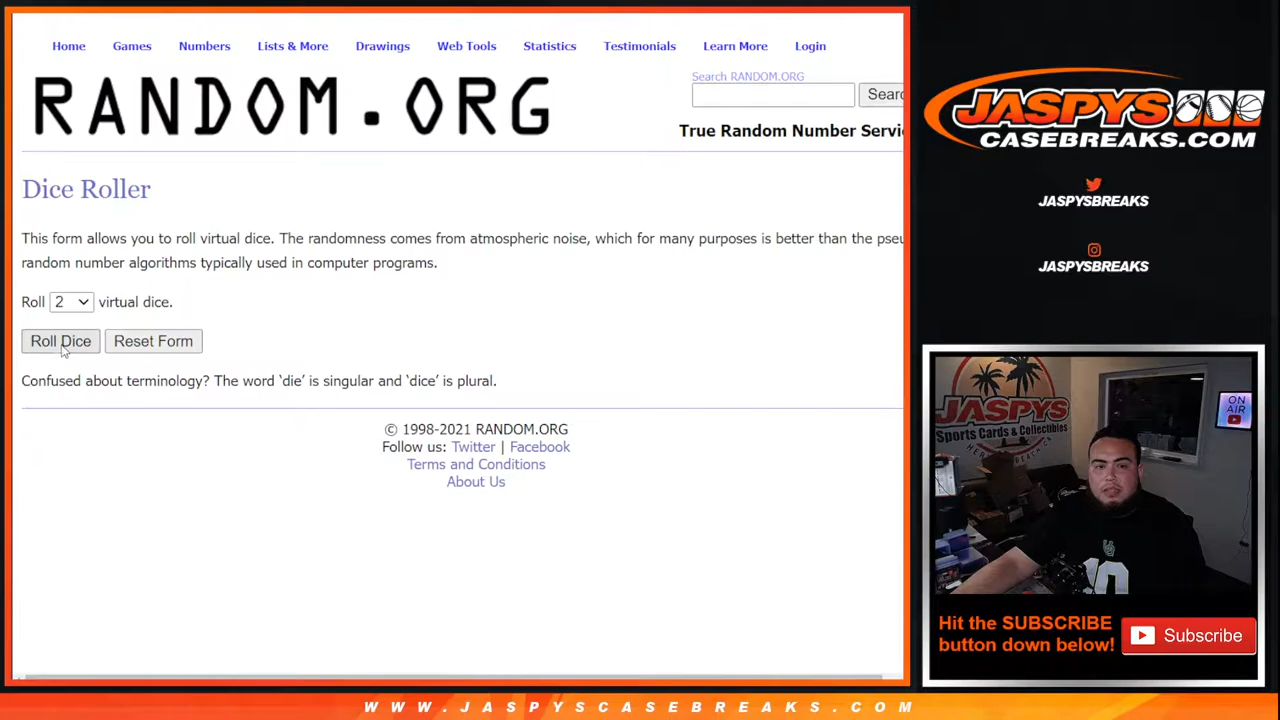 Home Games Numbers Lists & More Drawings Web Tools Statistics Testimonials Learn More Login
RANDOM.ORG
Search RANDOM.ORG
Searc
True Random Number Servi
Dice Roller
This form allows you to roll virtual dice. The randomness comes from atmospheric noise, which for many purposes is better than the pseu
random number algorithms typically used in computer programs.
Roll 2 virtual dice.
Roll Dice Reset Form
Confused about terminology? The word ‘die’ is singular and ‘dice’ is plural.
© 1998-2021 RANDOM.ORG
Follow us: Twitter | Facebook
Terms and Conditions
About Us
JASPYS
CASEBREAKS.COM
JASPYSBREAKS
JASPYSBREAKS
JASPYS
Sports Cards & Collectibles
ON
AIR
Hit the SUBSCRIBE
button down below!
Subscribe
WWW.JASPYSCASEBREAKS.COM